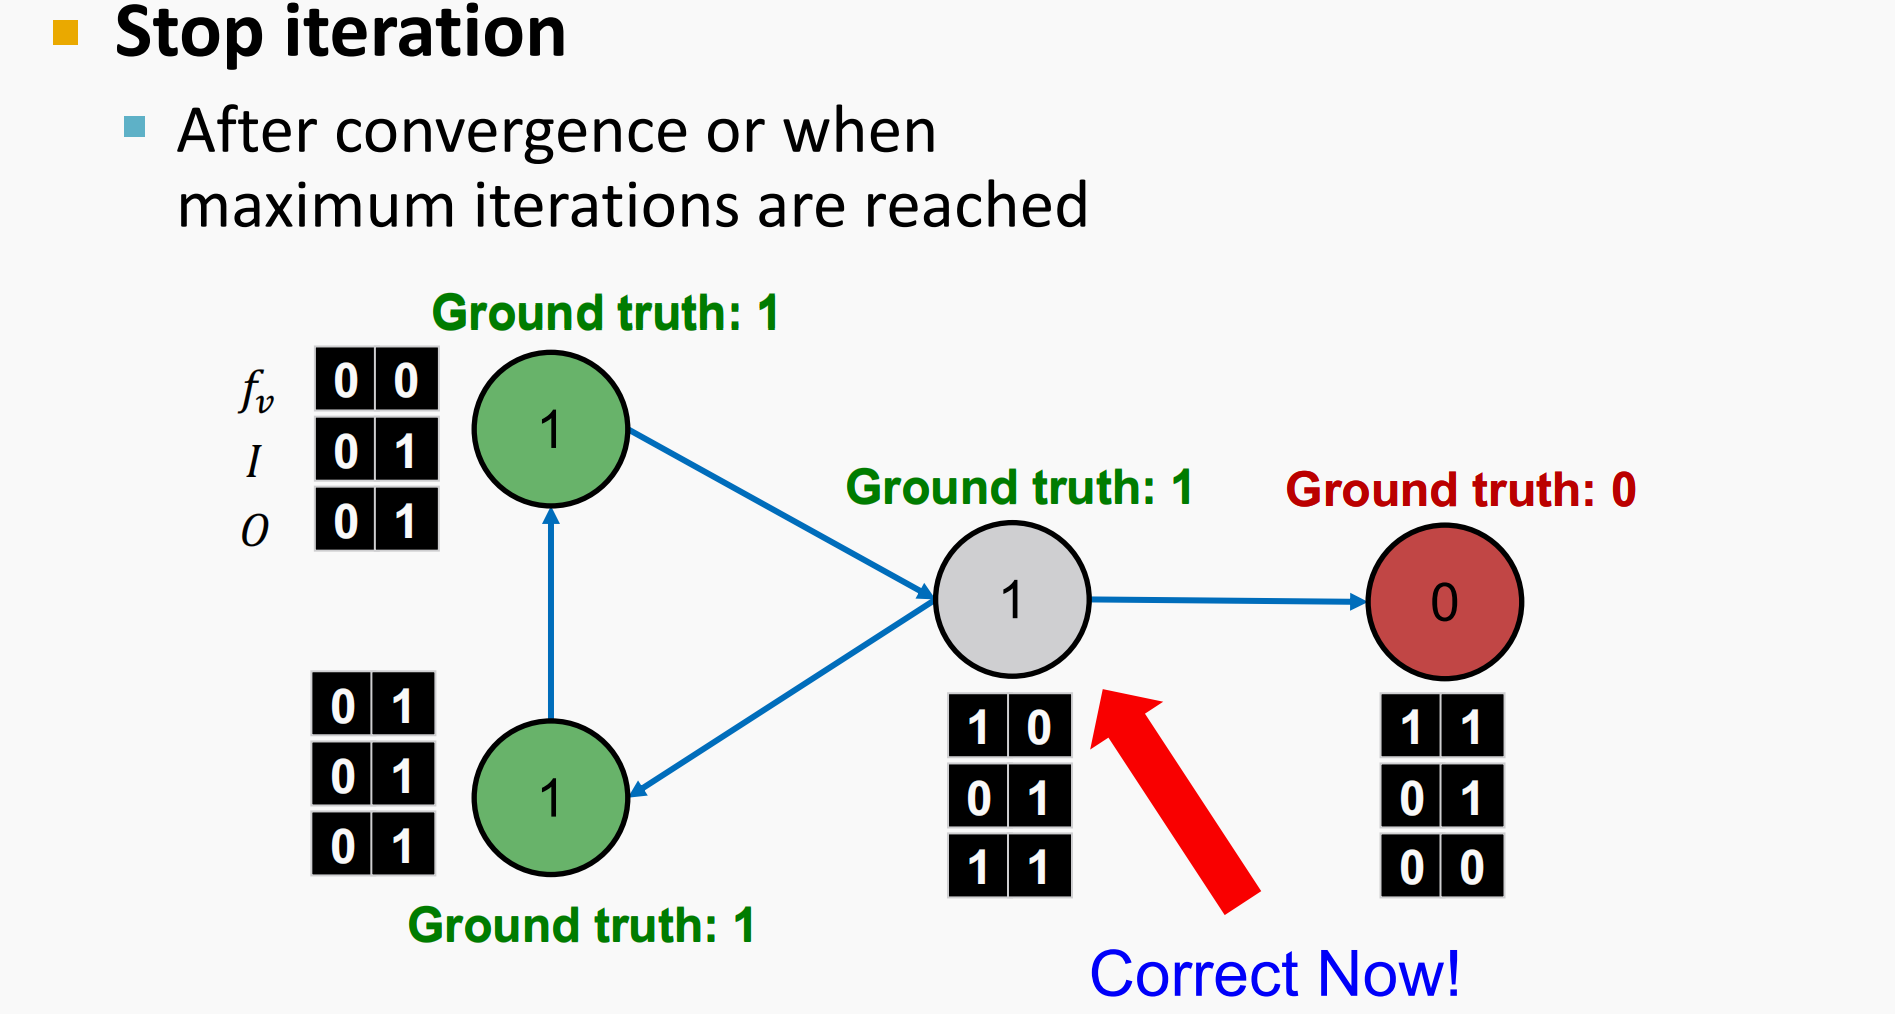 Stop iteration
After convergence or when
maximum iterations are reached
Ground truth: 1
f_v 0 0
I 0 1
O 0 1
1
Ground truth: 1
1
Ground truth: 0
0
0 1
0 1
0 1
1
Ground truth: 1
1 0
0 1
1 1
1 1
0 1
0 0
Correct Now!